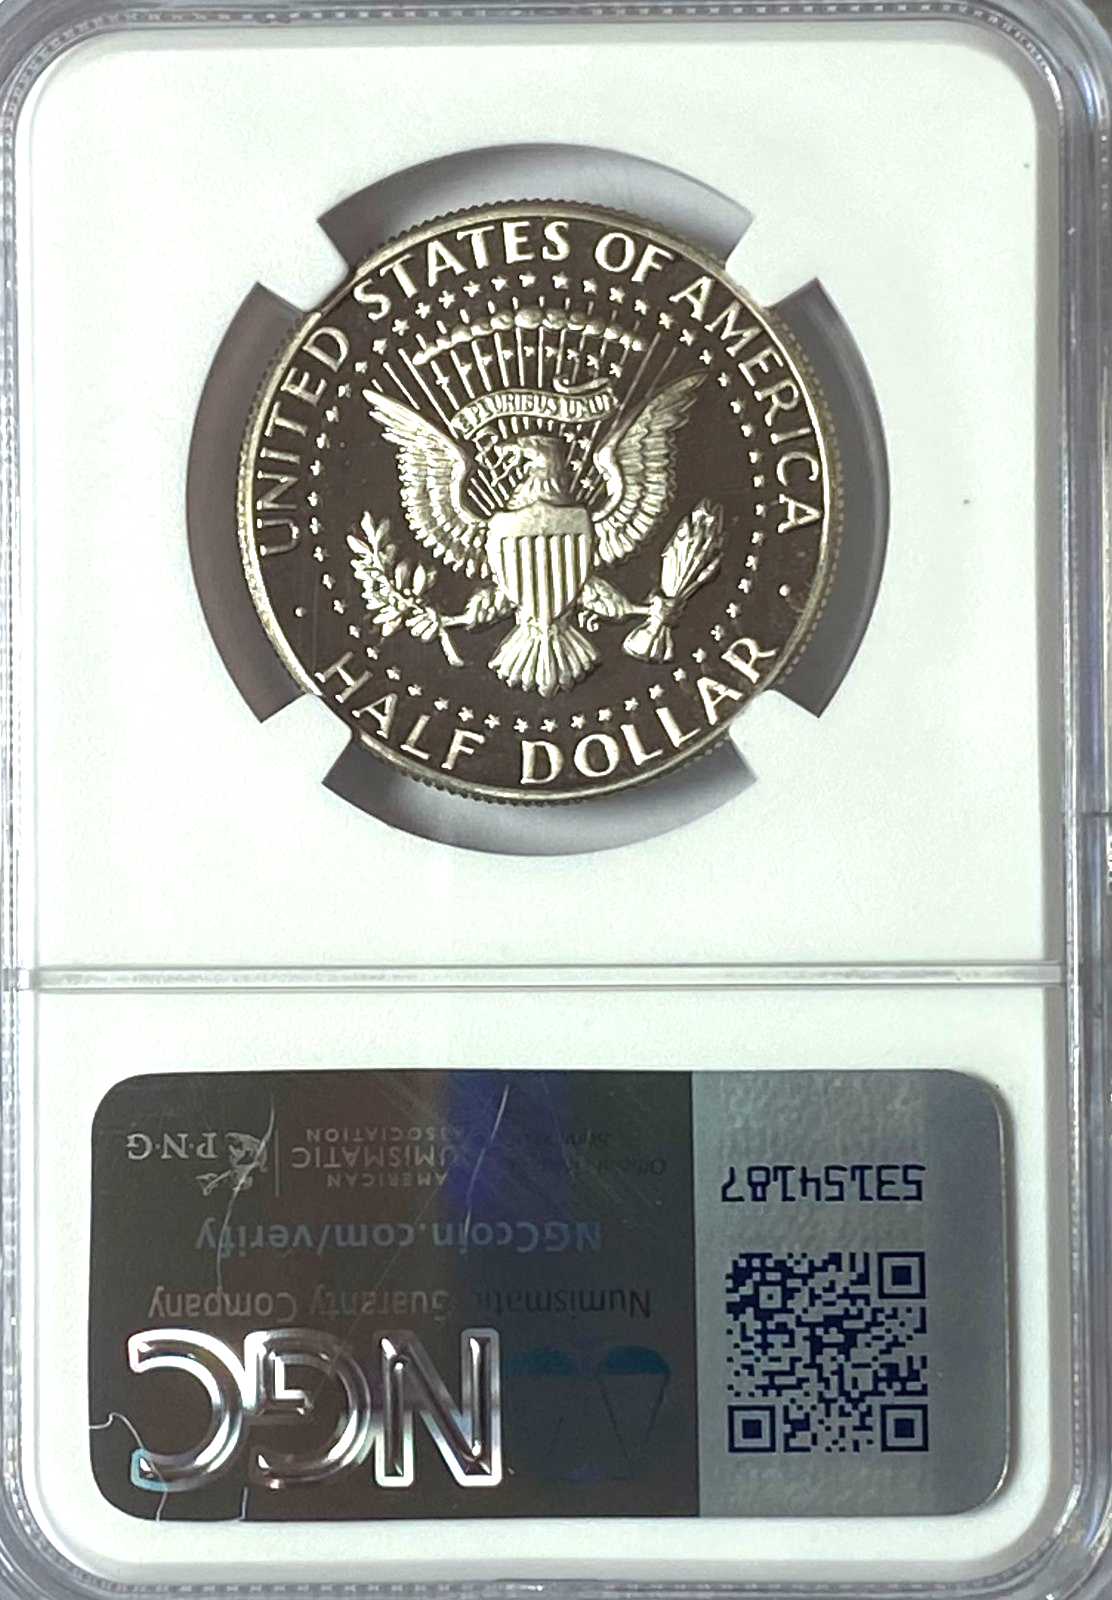 UNITED STATES OF AMERICA
E PLURIBUS UNUM
HALF DOLLAR
NGC
Numismatic Guaranty Company
NGCcoin.com/verify
P·N·G
AMERICAN
NUMISMATIC
ASSOCIATION
53154187